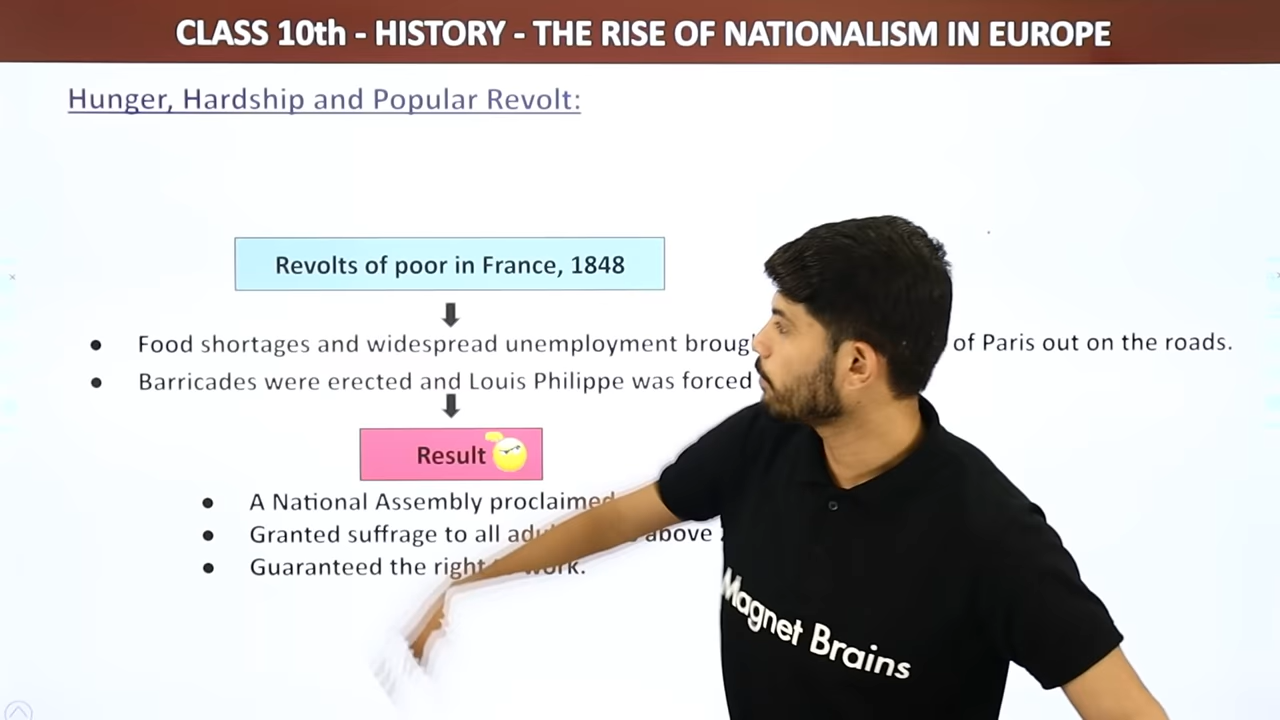 CLASS 10th - HISTORY - THE RISE OF NATIONALISM IN EUROPE
Hunger, Hardship and Popular Revolt:
Revolts of poor in France, 1848
● Food shortages and widespread unemployment of Paris out on the roads.
● Barricades were erected and Louis Philippe was forced
Result
● A National Assembly proclaimed
● Granted suffrage to all above
● Guaranteed the right work.
Magnet Brains